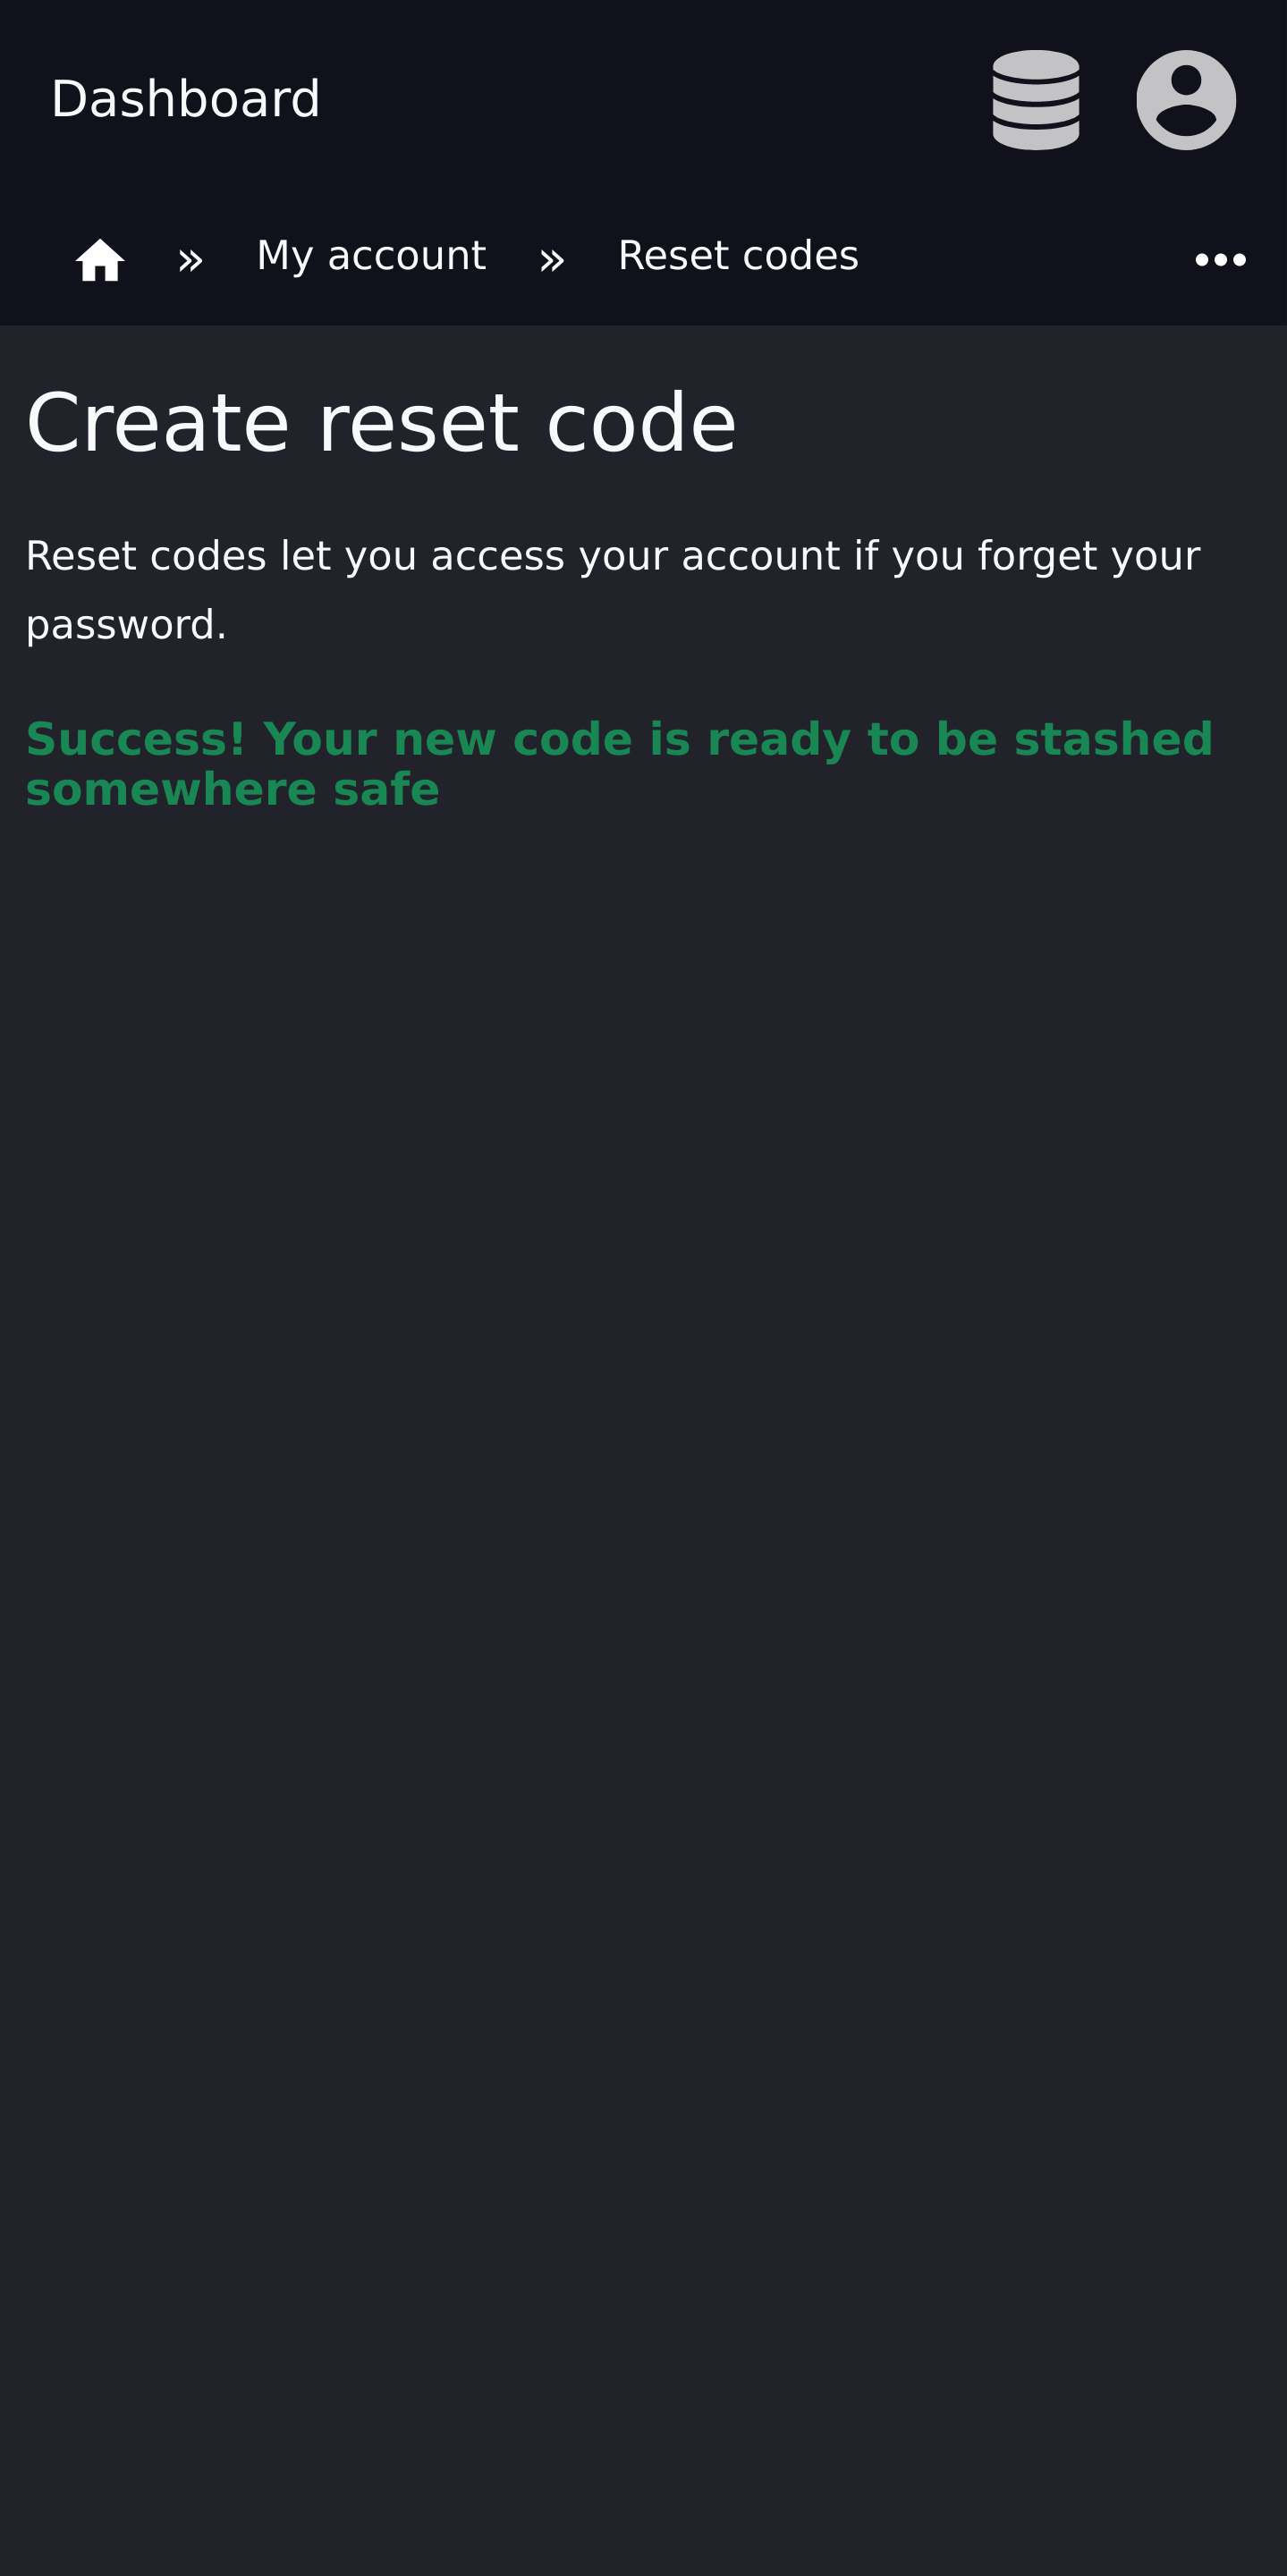 Dashboard
» My account » Reset codes
Create reset code
Reset codes let you access your account if you forget your
password.
Success! Your new code is ready to be stashed
somewhere safe